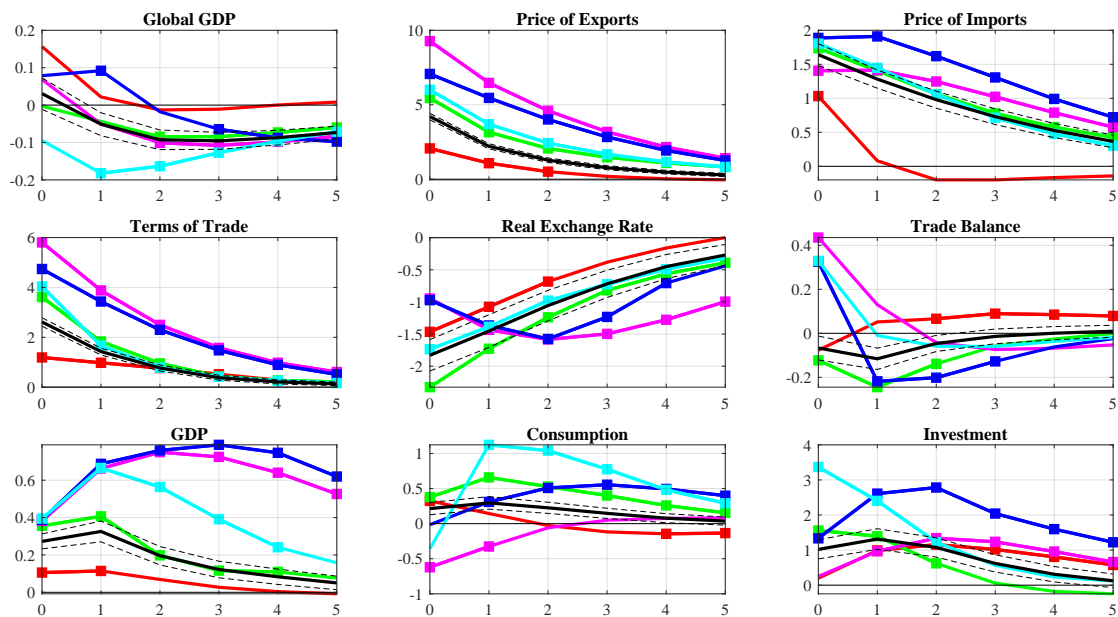 Global GDP
0.2
0.1
0
-0.1
-0.2
0 1 2 3 4 5
Price of Exports
10
5
0
0 1 2 3 4 5
Price of Imports
2
1.5
1
0.5
0
0 1 2 3 4 5
Terms of Trade
6
4
2
0
0 1 2 3 4 5
Real Exchange Rate
0
-0.5
-1
-1.5
-2
0 1 2 3 4 5
Trade Balance
0.4
0.2
0
-0.2
0 1 2 3 4 5
GDP
0.6
0.4
0.2
0
0 1 2 3 4 5
Consumption
1
0.5
0
-0.5
-1
0 1 2 3 4 5
Investment
4
3
2
1
0
0 1 2 3 4 5